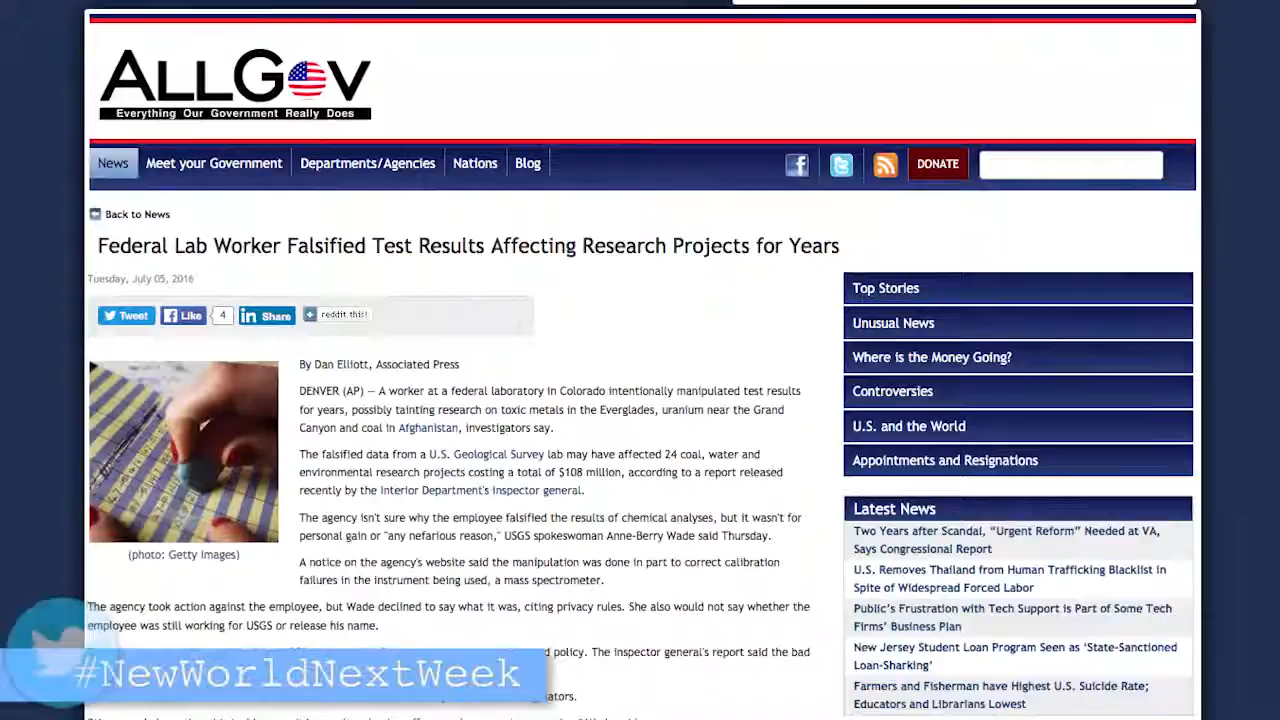 ALLGOV
Everything Our Government Really Does
News Meet your Government Departments/Agencies Nations Blog DONATE
Back to News
Federal Lab Worker Falsified Test Results Affecting Research Projects for Years
Tuesday, July 05, 2016
Tweet Like 4 Share reddit this!
By Dan Elliott, Associated Press
DENVER (AP) — A worker at a federal laboratory in Colorado intentionally manipulated test results
for years, possibly tainting research on toxic metals in the Everglades, uranium near the Grand
Canyon and coal in Afghanistan, investigators say.
The falsified data from a U.S. Geological Survey lab may have affected 24 coal, water and
environmental research projects costing a total of $108 million, according to a report released
recently by the Interior Department's inspector general.
The agency isn't sure why the employee falsified the results of chemical analyses, but it wasn't for
personal gain or "any nefarious reason," USGS spokeswoman Anne-Berry Wade said Thursday.
(photo: Getty Images)
A notice on the agency's website said the manipulation was done in part to correct calibration
failures in the instrument being used, a mass spectrometer.
The agency took action against the employee, but Wade declined to say what it was, citing privacy rules. She also would not say whether the
employee was still working for USGS or release his name.
d policy. The inspector general's report said the bad
#NewWorldNextWeek
Top Stories
Unusual News
Where is the Money Going?
Controversies
U.S. and the World
Appointments and Resignations
Latest News
Two Years after Scandal, “Urgent Reform” Needed at VA,
Says Congressional Report
U.S. Removes Thailand from Human Trafficking Blacklist in
Spite of Widespread Forced Labor
Public’s Frustration with Tech Support is Part of Some Tech
Firms’ Business Plan
New Jersey Student Loan Program Seen as ‘State-Sanctioned
Loan-Sharking’
Farmers and Fisherman have Highest U.S. Suicide Rate;
Educators and Librarians Lowest